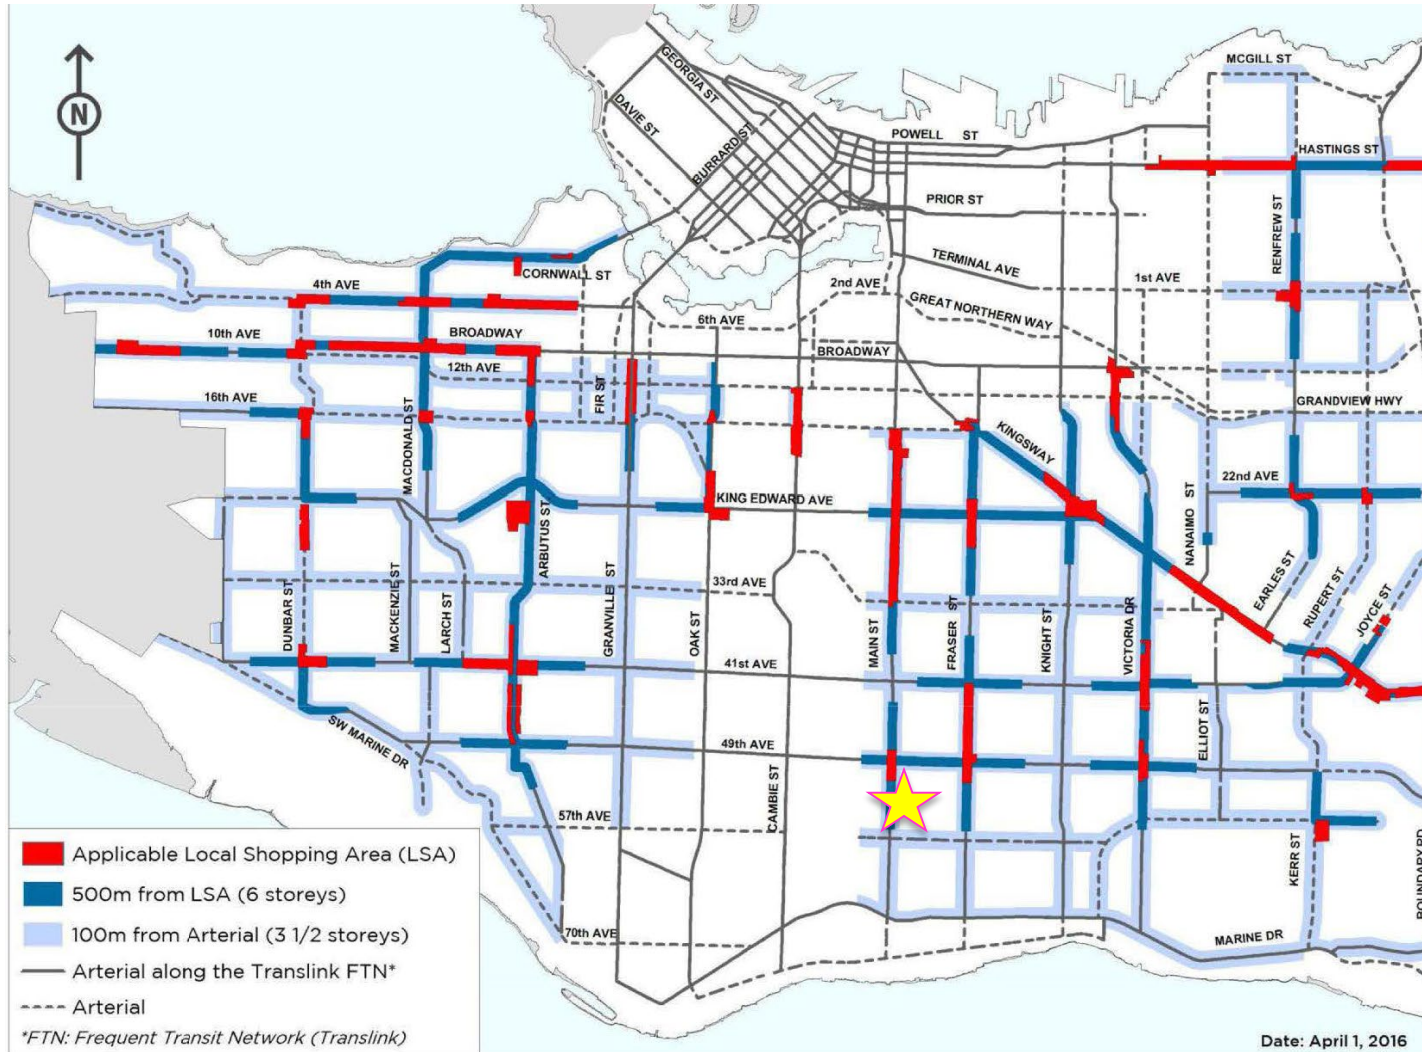 N
GEORGIA ST
DAVIE ST
BURRARD ST
POWELL ST
PRIOR ST
MCGILL ST
HASTINGS ST
RENFREW ST
TERMINAL AVE
1st AVE
CORNWALL ST
4th AVE
2nd AVE
GREAT NORTHERN WAY
6th AVE
10th AVE
BROADWAY
BROADWAY
12th AVE
FIR ST
16th AVE
MACDONALD ST
GRANDVIEW HWY
KINGSWAY
22nd AVE
NANAIMO ST
KING EDWARD AVE
ARBUTUS ST
33rd AVE
DUNBAR ST
MACKENZIE ST
LARCH ST
GRANVILLE ST
OAK ST
MAIN ST
FRASER ST
KNIGHT ST
VICTORIA DR
EARLES ST
RUPERT ST
JOYCE ST
41st AVE
ELLIOT ST
SW MARINE DR
49th AVE
CAMBIE ST
57th AVE
KERR ST
BOUNDARY RD
70th AVE
MARINE DR
Applicable Local Shopping Area (LSA)
500m from LSA (6 storeys)
100m from Arterial (3 1/2 storeys)
Arterial along the Translink FTN*
Arterial
*FTN: Frequent Transit Network (Translink)
Date: April 1, 2016